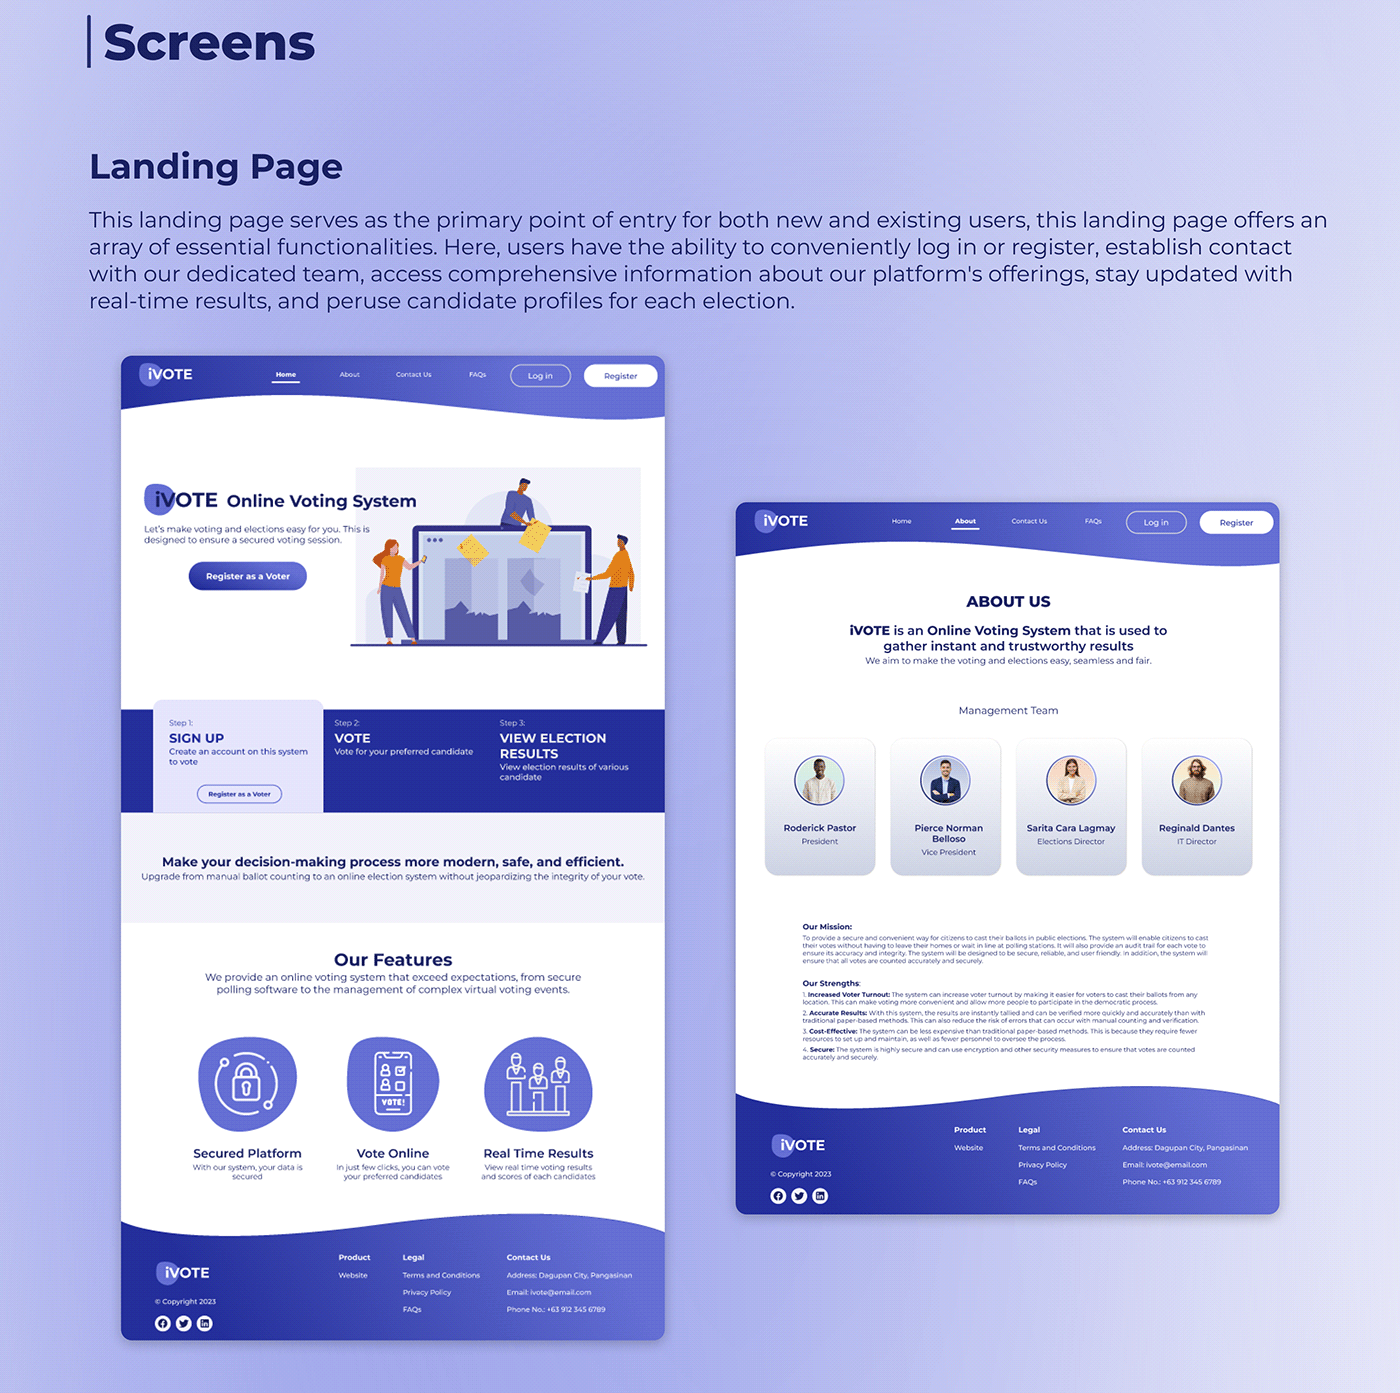 Screens
Landing Page
This landing page serves as the primary point of entry for both new and existing users, this landing page offers an
array of essential functionalities. Here, users have the ability to conveniently log in or register, establish contact
with our dedicated team, access comprehensive information about our platform's offerings, stay updated with
real-time results, and peruse candidate profiles for each election.
iVOTE
Home
About
Contact Us
FAQs
Log in
Register
iVOTE Online Voting System
Let's make voting and elections easy for you. This is
designed to ensure a secured voting session.
Register as a Voter
Step 1:
SIGN UP
Create an account on this system
to vote
Register as a Voter
Step 2:
VOTE
Vote for your preferred candidate
Step 3:
VIEW ELECTION
RESULTS
View election results of various
candidate
Make your decision-making process more modern, safe, and efficient.
Upgrade from manual ballot counting to an online election system without jeopardizing the integrity of your vote.
Our Features
We provide an online voting system that exceed expectations, from secure
polling software to the management of complex virtual voting events.
VOTE!
Secured Platform
With our system, your data is
secured
Vote Online
In just few clicks, you can vote
your preferred candidates
Real Time Results
View real time voting results
and scores of each candidates
iVOTE
© Copyright 2023
Product
Website
Legal
Terms and Conditions
Privacy Policy
FAQs
Contact Us
Address: Dagupan City, Pangasinan
Email: ivote@email.com
Phone No.: +63 912 345 6789
iVOTE
Home
About
Contact Us
FAQs
Log in
Register
ABOUT US
iVOTE is an Online Voting System that is used to
gather instant and trustworthy results
We aim to make the voting and elections easy, seamless and fair.
Management Team
Roderick Pastor
President
Pierce Norman
Belloso
Vice President
Sarita Cara Lagmay
Elections Director
Reginald Dantes
IT Director
Our Mission:
To provide a secure and convenient way for citizens to cast their ballots in public elections. The system will enable citizens to cast
their votes without having to leave their homes or wait in line at polling stations. It will also provide an audit trail for each vote to
ensure its accuracy and integrity. The system will be designed to be secure, reliable, and user friendly. In addition, the system will
ensure that all votes are counted accurately and securely.
Our Strengths:
1. Increased Voter Turnout: The system can increase voter turnout by making it easier for voters to cast their ballots from any
location. This can make voting more convenient and allow more people to participate in the democratic process.
2. Accurate Results: With this system, the results are instantly tallied and can be verified more quickly and accurately than with
traditional paper-based methods. This can also reduce the risk of errors that can occur with manual counting and verification.
3. Cost-Effective: The system can be less expensive than traditional paper-based methods. This is because they require fewer
resources to set up and maintain, as well as fewer personnel to oversee the process.
4. Secure: The system is highly secure and can use encryption and other security measures to ensure that votes are counted
accurately and securely.
iVOTE
© Copyright 2023
Product
Website
Legal
Terms and Conditions
Privacy Policy
FAQs
Contact Us
Address: Dagupan City, Pangasinan
Email: ivote@email.com
Phone No.: +63 912 345 6789